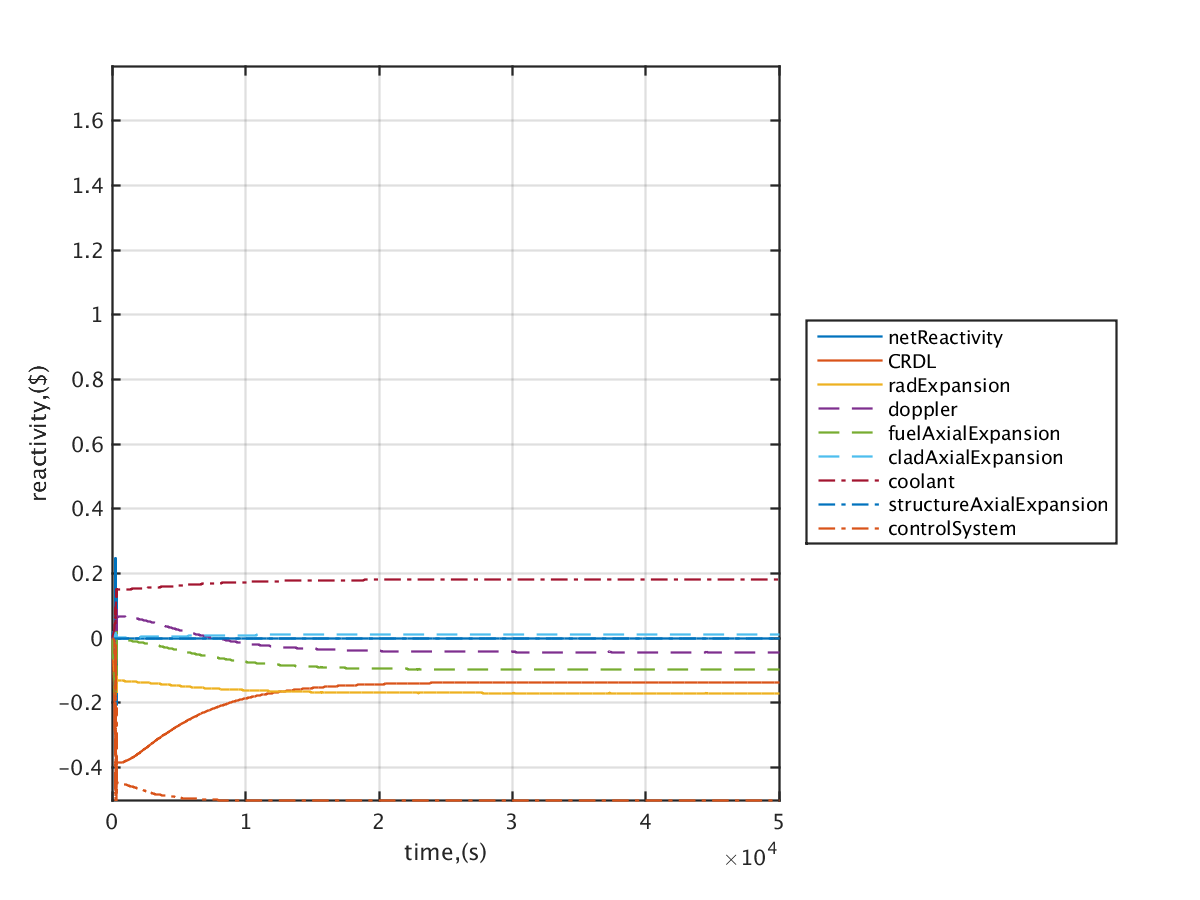 1.6
1.4
1.2
1
0.8
0.6
0.4
0.2
0
−0.2
−0.4
reactivity,($)
0 1 2 3 4 5
time,(s)
×10⁴
netReactivity
CRDL
radExpansion
doppler
fuelAxialExpansion
cladAxialExpansion
coolant
structureAxialExpansion
controlSystem